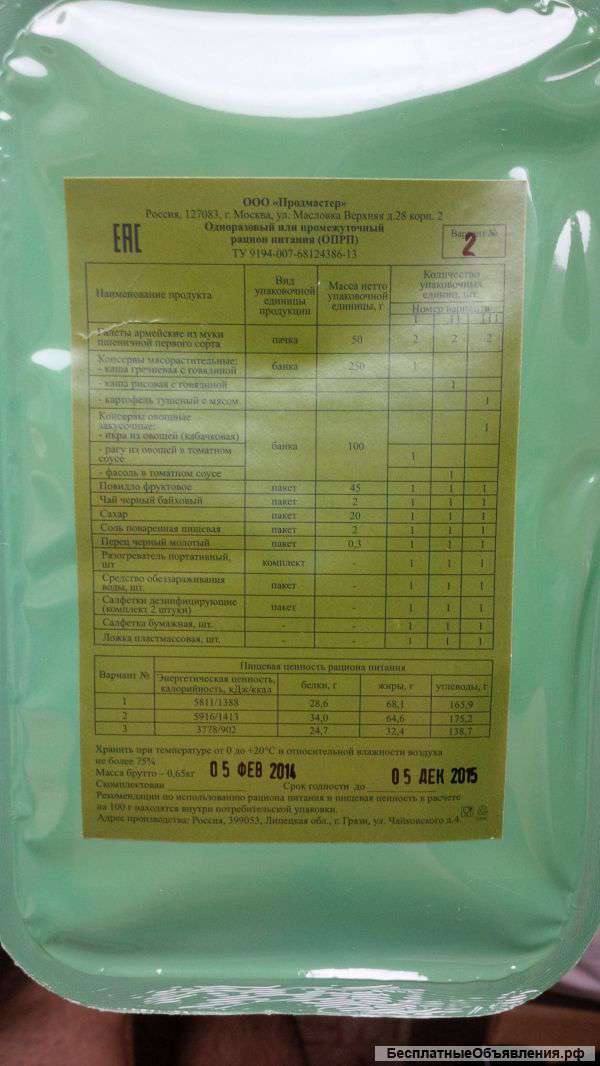 ООО «Продмастер»
Россия, 127083, г. Москва, ул. Масловка Верхняя д.28 корп. 2
Одноразовый или промежуточный
рацион питания (ОПРП)
ТУ 9194-007-68124386-13
EAC
Вариант №
2
Наименование продукта
Вид упаковочной единицы продукции
Масса нетто упаковочной единицы, г
Количество упаковочных единиц, шт.
Номер варианта
I II III
Галеты армейские из муки
пшеничной первого сорта пачка 50 2 2 2
Консервы мясорастительные:
- каша гречневая с говядиной банка 250 1
- каша рисовая с говядиной 1
- картофель тушеный с мясом 1
Консервы овощные
закусочные:
- икра из овощей (кабачковая) банка 100 1
- рагу из овощей в томатном
соусе 1
- фасоль в томатном соусе 1
Повидло фруктовое пакет 45 1 1 1
Чай черный байховый пакет 2 1 1 1
Сахар пакет 20 1 1 1
Соль поваренная пищевая пакет 2 1 1 1
Перец черный молотый пакет 0,3 1 1 1
Разогреватель портативный,
шт комплект 1 1 1
Средство обеззараживания
воды, шт. пакет 1 1 1
Салфетки дезинфицирующие
(комплект 2 штуки) пакет - 1 1 1
Салфетка бумажная, шт. - - 1 1 1
Ложка пластмассовая, шт. - - 1 1 1
Вариант №
Пищевая ценность рациона питания
Энергетическая ценность, калорийность, кДж/ккал
белки, г жиры, г углеводы, г
1 5811/1388 28,6 68,1 165,9
2 5916/1413 34,0 64,6 175,2
3 3778/902 24,7 32,4 138,7
Хранить при температуре от 0 до +20°С и относительной влажности воздуха
не более 75%
Масса брутто – 0,65кг
Скомплектован 05 ФЕВ 2014 Срок годности до 05 ДЕК 2015
Рекомендации по использованию рациона питания и пищевая ценность в расчете
на 100 г находятся внутри потребительской упаковки.
Адрес производства: Россия, 399053, Липецкая обл., г. Грязи, ул. Чайковского д.4
БесплатныеОбъявления.рф